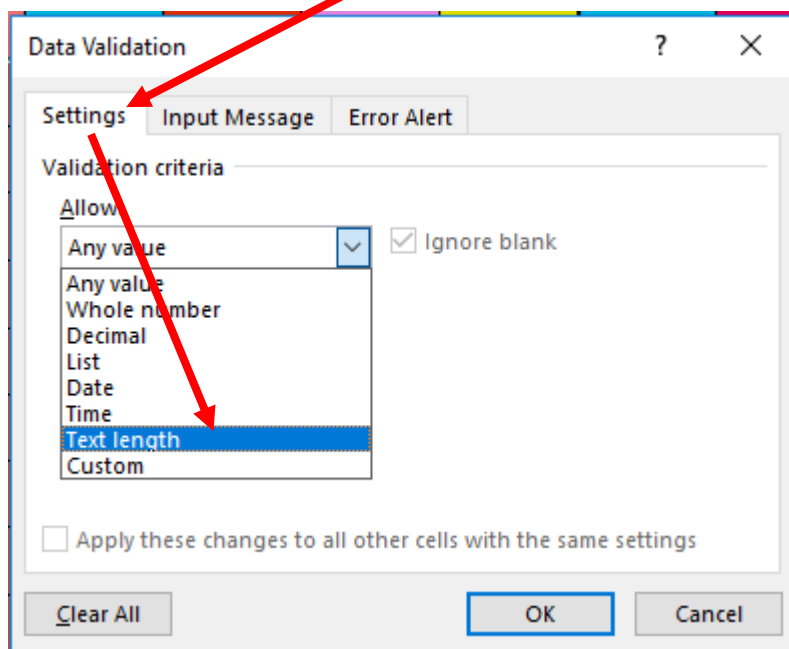 Data Validation ?
Settings Input Message Error Alert
Validation criteria
Allow
Any value Ignore blank
Any value
Whole number
Decimal
List
Date
Time
Text length
Custom
Apply these changes to all other cells with the same settings
Clear All OK Cancel